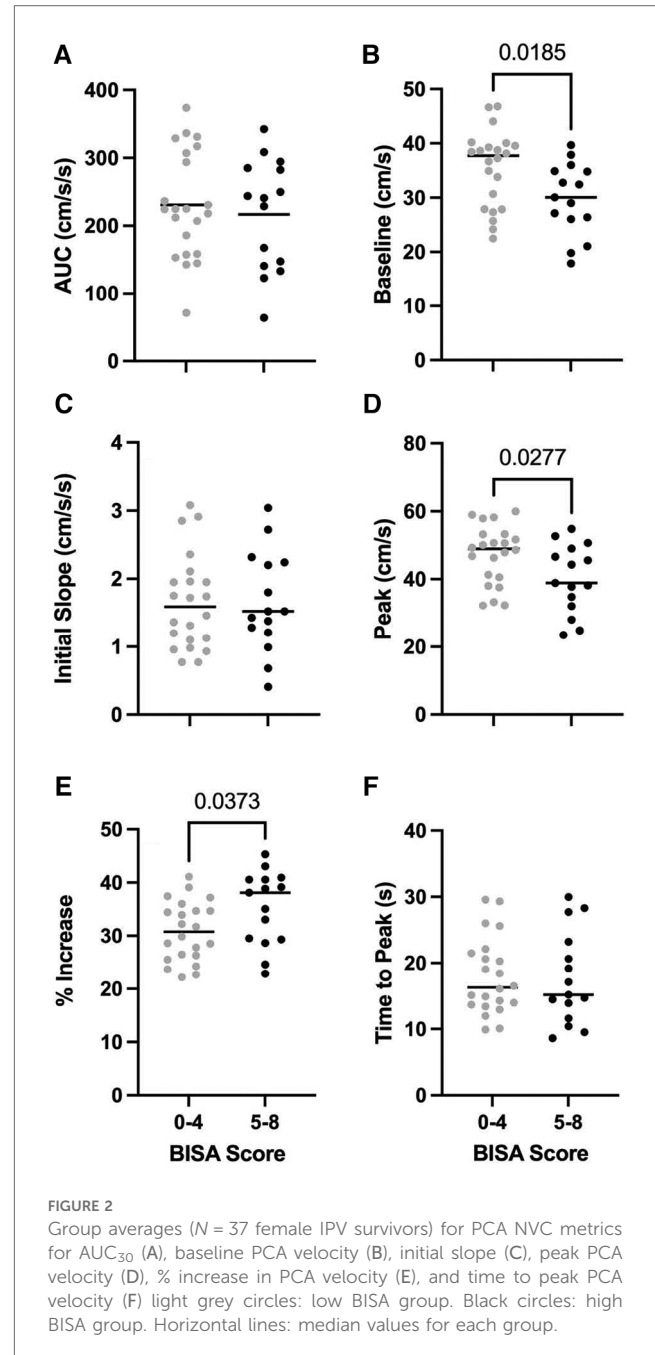 A
B
0.0185
400
300
200
100
0
AUC (cm/s/s)
50
40
30
20
10
0
Baseline (cm/s)
C
D
0.0277
4
3
2
1
0
Initial Slope (cm/s/s)
80
60
40
20
0
Peak (cm/s)
E
F
0.0373
50
40
30
20
10
0
% Increase
0-4 5-8
BISA Score
40
30
20
10
0
Time to Peak (s)
0-4 5-8
BISA Score
FIGURE 2
Group averages (N = 37 female IPV survivors) for PCA NVC metrics
for AUC₃₀ (A), baseline PCA velocity (B), initial slope (C), peak PCA
velocity (D), % increase in PCA velocity (E), and time to peak PCA
velocity (F) light grey circles: low BISA group. Black circles: high
BISA group. Horizontal lines: median values for each group.